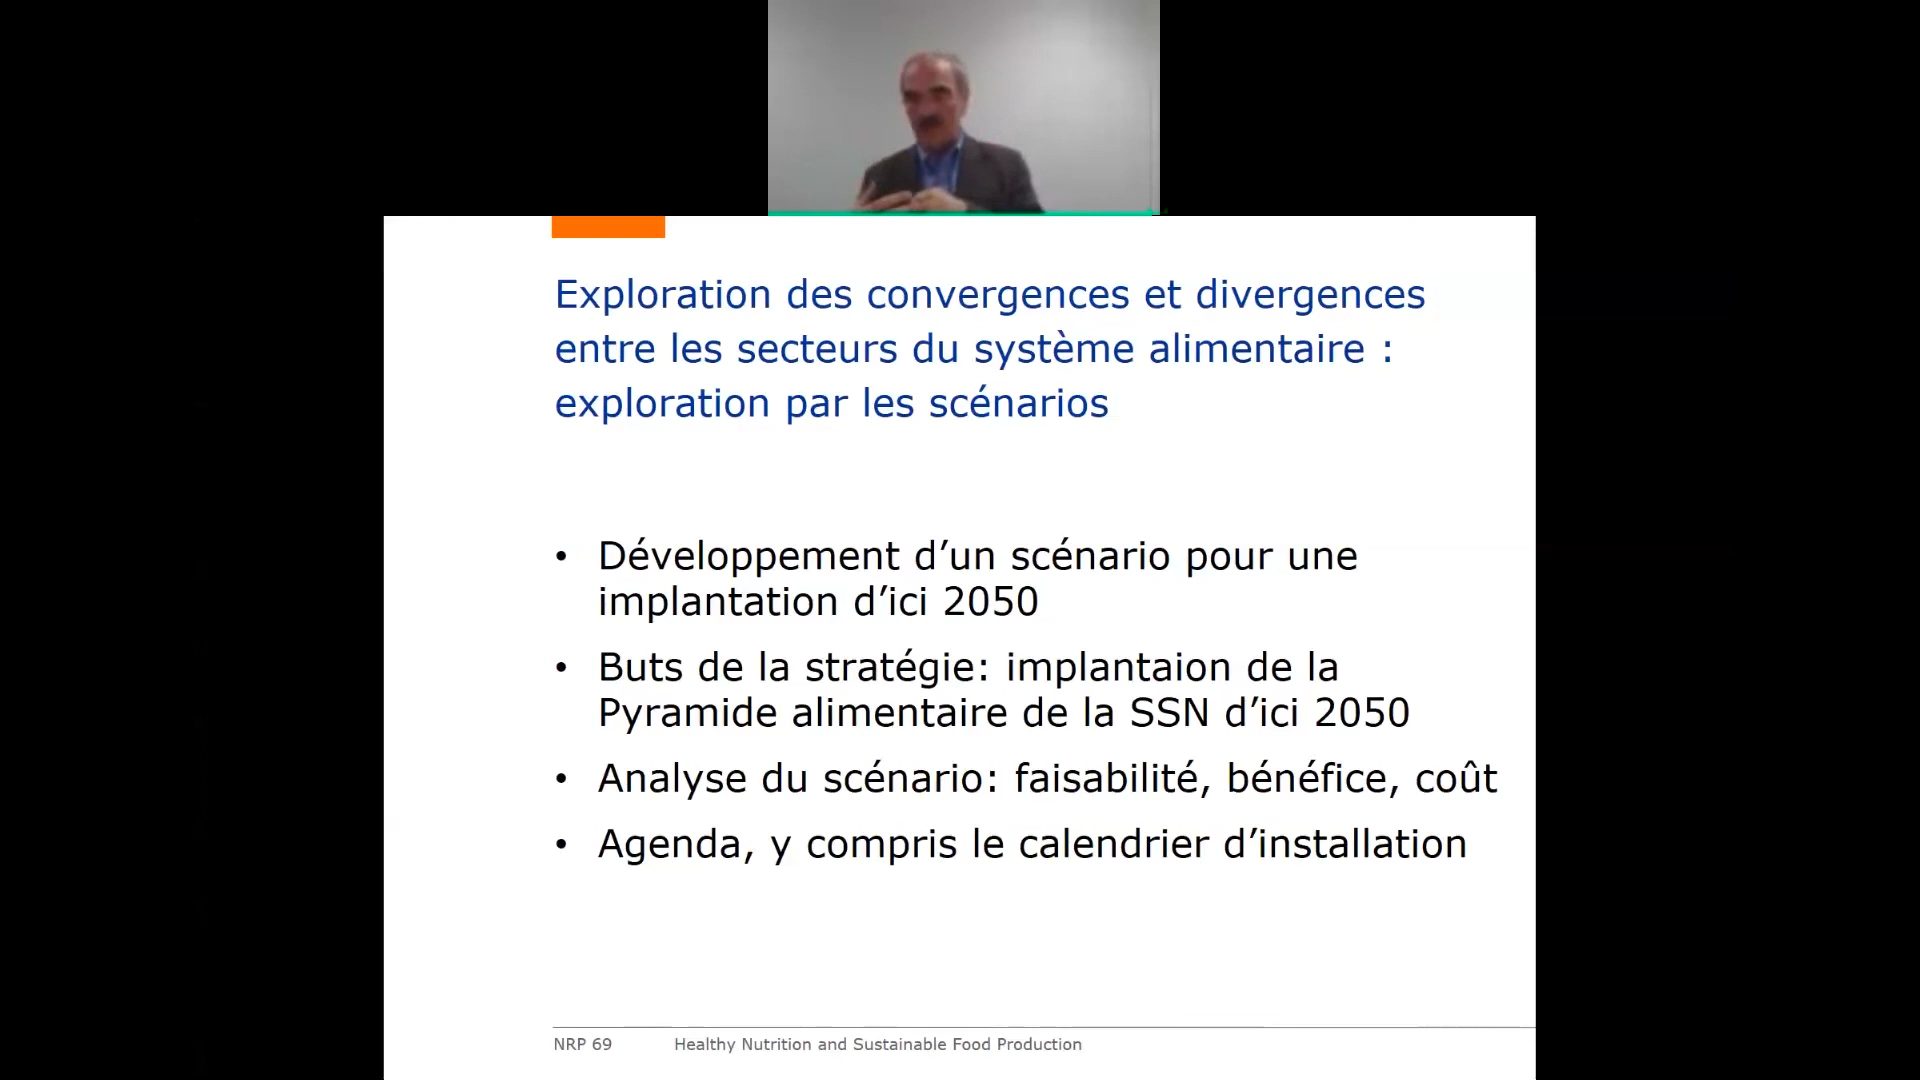 Exploration des convergences et divergences
entre les secteurs du système alimentaire :
exploration par les scénarios
• Développement d’un scénario pour une
implantation d’ici 2050
• Buts de la stratégie: implantaion de la
Pyramide alimentaire de la SSN d’ici 2050
• Analyse du scénario: faisabilité, bénéfice, coût
• Agenda, y compris le calendrier d’installation
NRP 69 Healthy Nutrition and Sustainable Food Production